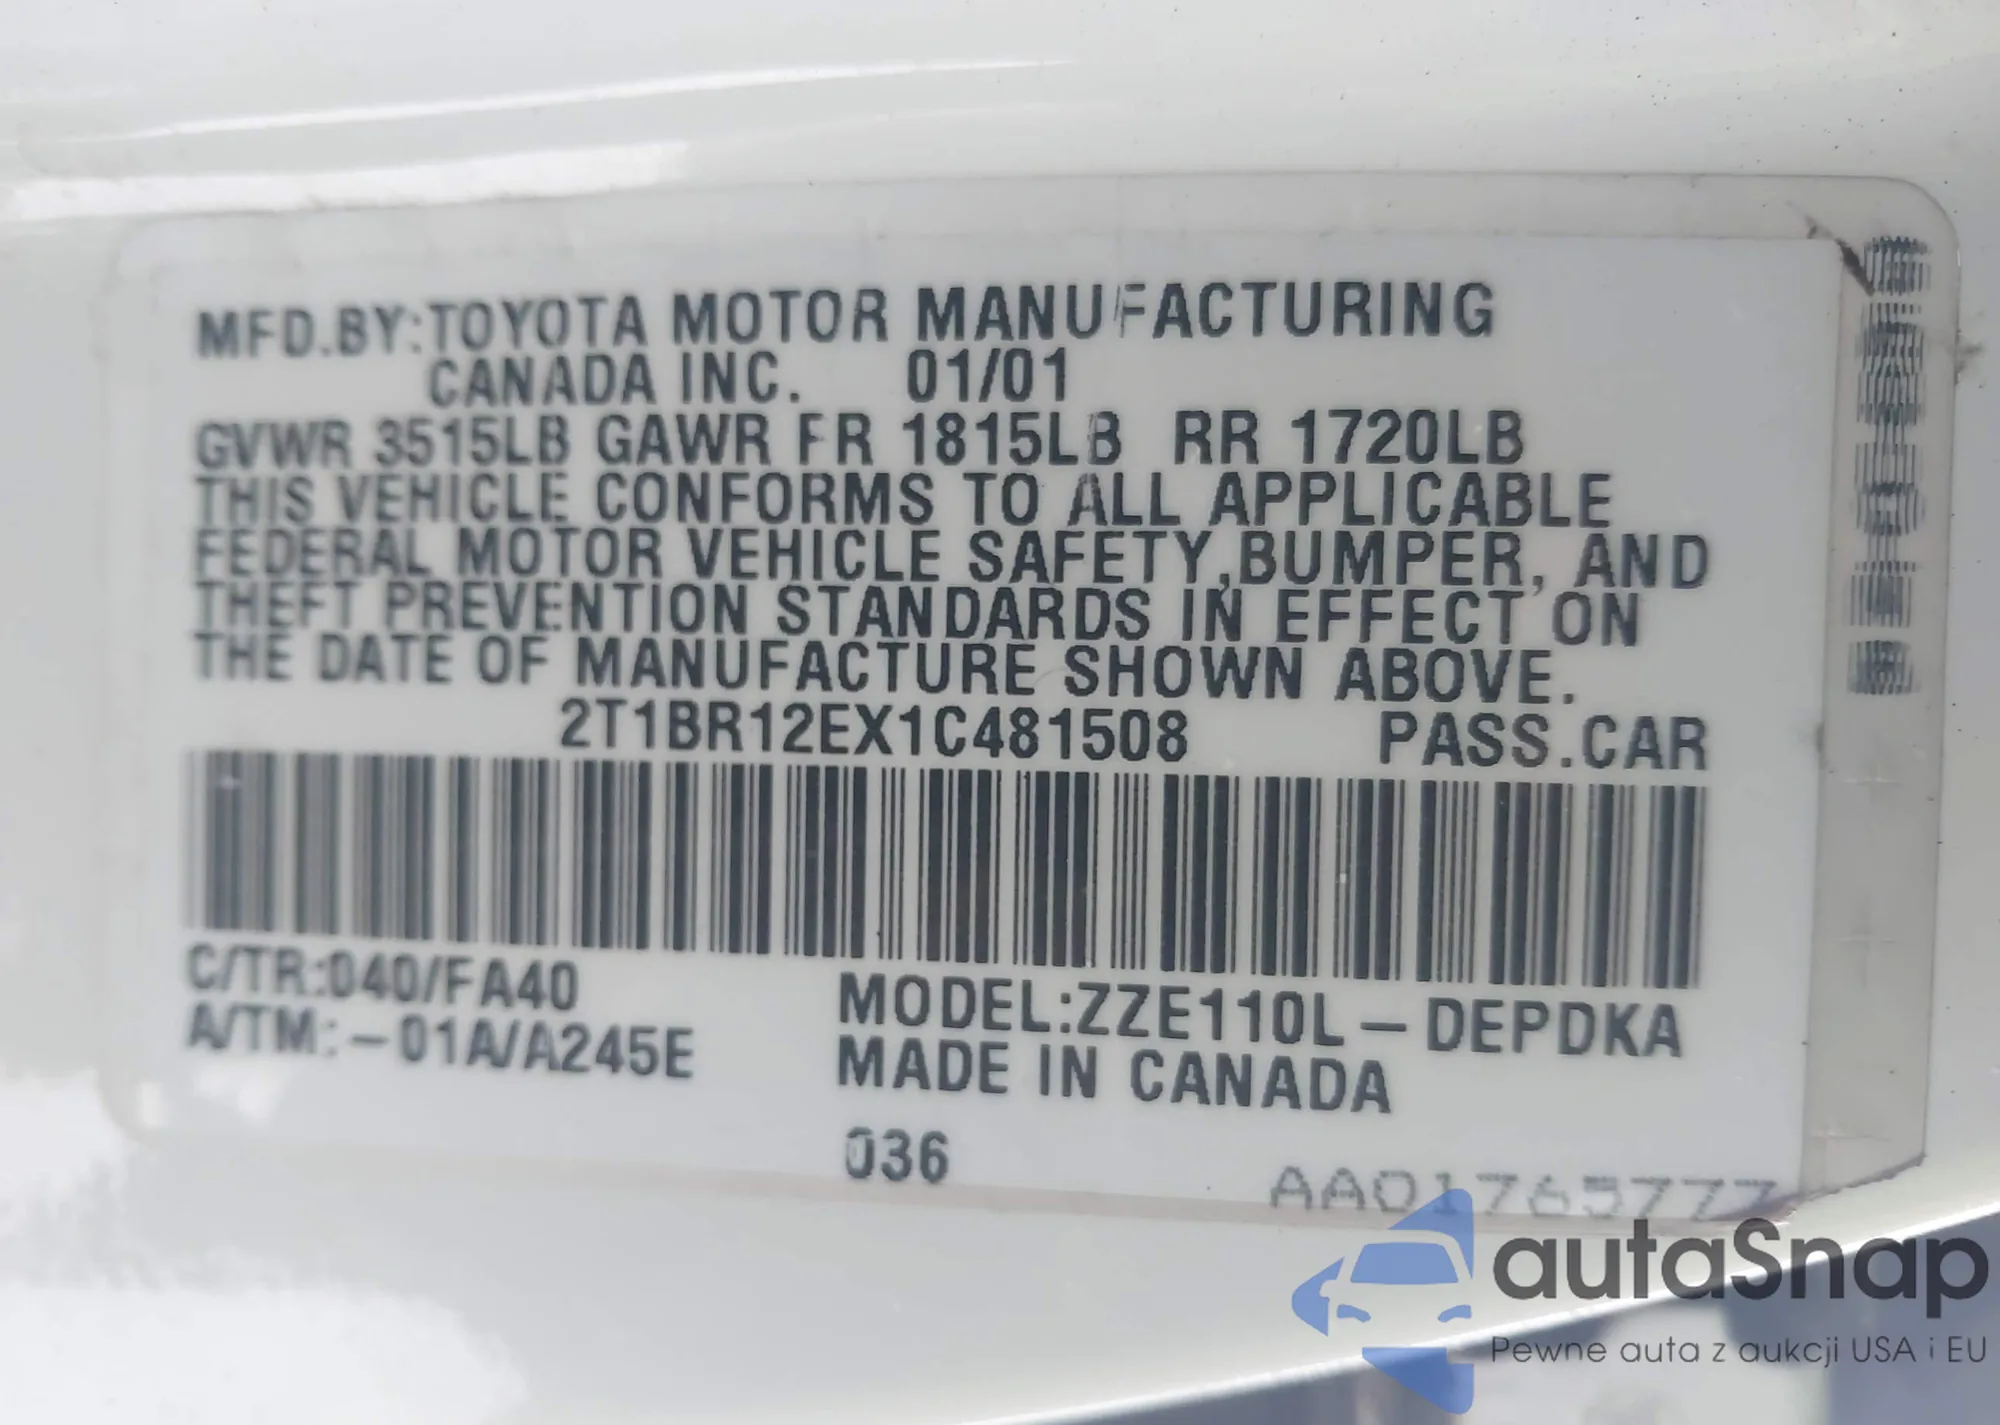 MFD.BY:TOYOTA MOTOR MANUFACTURING
CANADA INC. 01/01
GVWR 3515LB GAWR FR 1815LB RR 1720LB
THIS VEHICLE CONFORMS TO ALL APPLICABLE
FEDERAL MOTOR VEHICLE SAFETY,BUMPER, AND
THEFT PREVENTION STANDARDS IN EFFECT ON
THE DATE OF MANUFACTURE SHOWN ABOVE.
2T1BR12EX1C481508 PASS.CAR
C/TR:040/FA40
A/TM:-01A/A245E
MODEL:ZZE110L-DEPDKA
MADE IN CANADA
036
AA01765777
autaSnap
Pewne auta z aukcji USA i EU